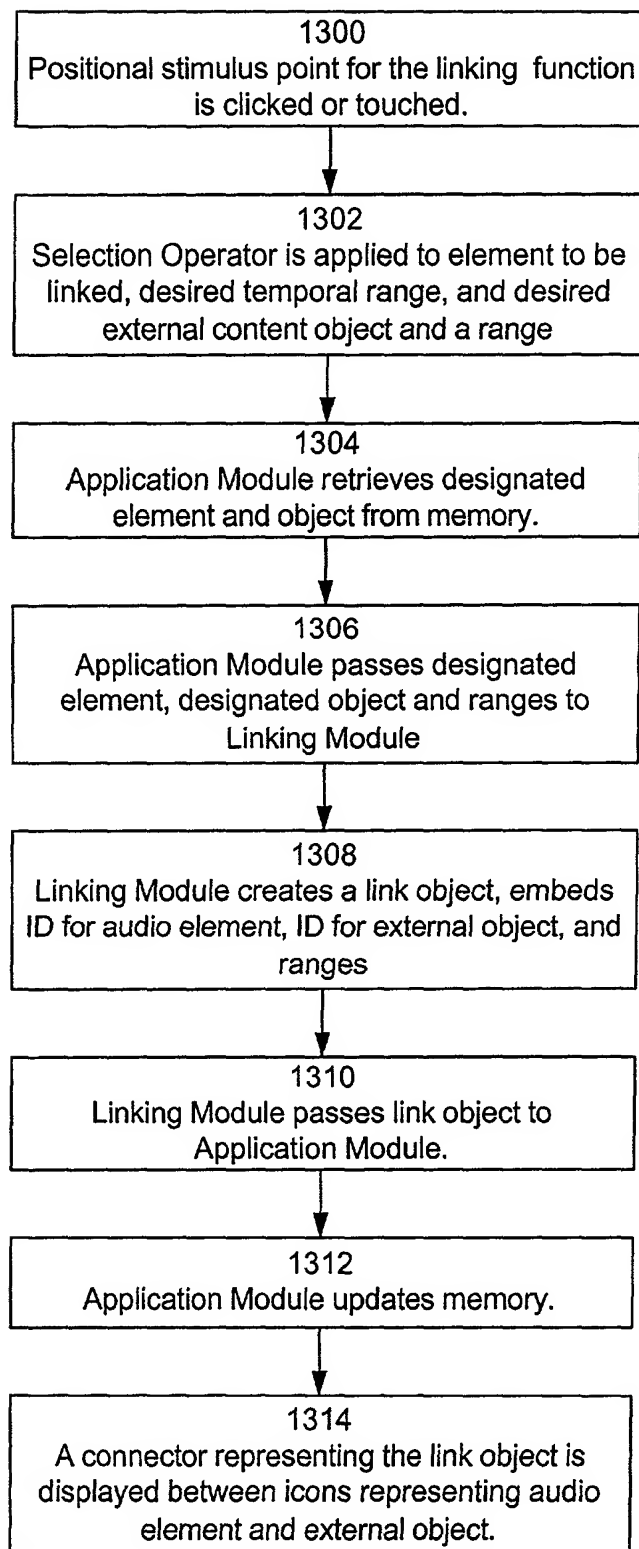 1300
Positional stimulus point for the linking function
is clicked or touched.
1302
Selection Operator is applied to element to be
linked, desired temporal range, and desired
external content object and a range
1304
Application Module retrieves designated
element and object from memory.
1306
Application Module passes designated
element, designated object and ranges to
Linking Module
1308
Linking Module creates a link object, embeds
ID for audio element, ID for external object, and
ranges
1310
Linking Module passes link object to
Application Module.
1312
Application Module updates memory.
1314
A connector representing the link object is
displayed between icons representing audio
element and external object.